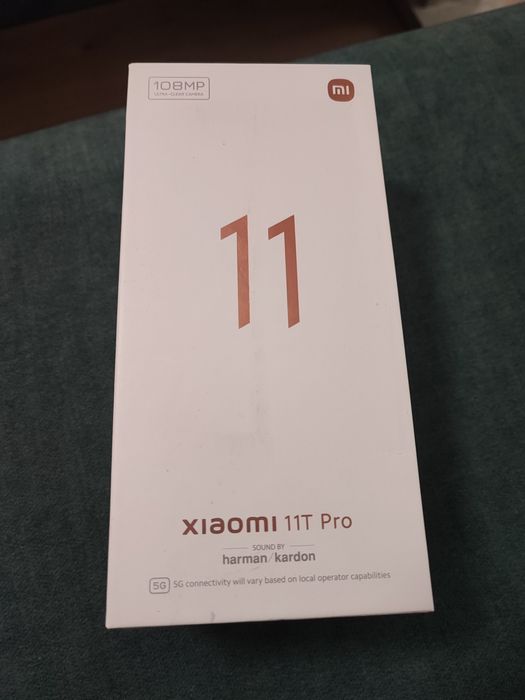 108MP
ULTRA-CLEAR CAMERA
mi
11
xiaomi 11T Pro
SOUND BY
harman/kardon
5G 5G connectivity will vary based on local operator capabilities